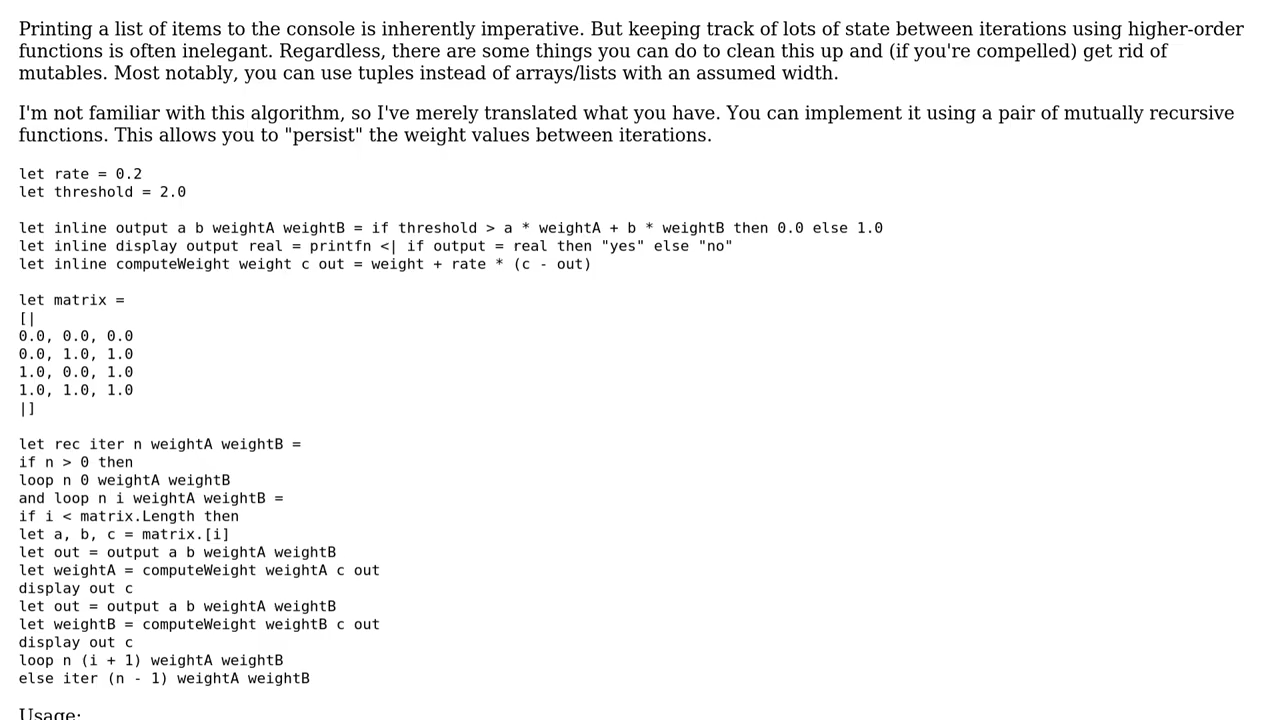 Printing a list of items to the console is inherently imperative. But keeping track of lots of state between iterations using higher-order
functions is often inelegant. Regardless, there are some things you can do to clean this up and (if you're compelled) get rid of
mutables. Most notably, you can use tuples instead of arrays/lists with an assumed width.
I'm not familiar with this algorithm, so I've merely translated what you have. You can implement it using a pair of mutually recursive
functions. This allows you to "persist" the weight values between iterations.
let rate = 0.2
let threshold = 2.0
let inline output a b weightA weightB = if threshold > a * weightA + b * weightB then 0.0 else 1.0
let inline display output real = printfn <| if output = real then "yes" else "no"
let inline computeWeight weight c out = weight + rate * (c - out)
let matrix =
[|
0.0, 0.0, 0.0
0.0, 1.0, 1.0
1.0, 0.0, 1.0
1.0, 1.0, 1.0
|]
let rec iter n weightA weightB =
if n > 0 then
loop n 0 weightA weightB
and loop n i weightA weightB =
if i < matrix.Length then
let a, b, c = matrix.[i]
let out = output a b weightA weightB
let weightA = computeWeight weightA c out
display out c
let out = output a b weightA weightB
let weightB = computeWeight weightB c out
display out c
loop n (i + 1) weightA weightB
else iter (n - 1) weightA weightB
Usage: